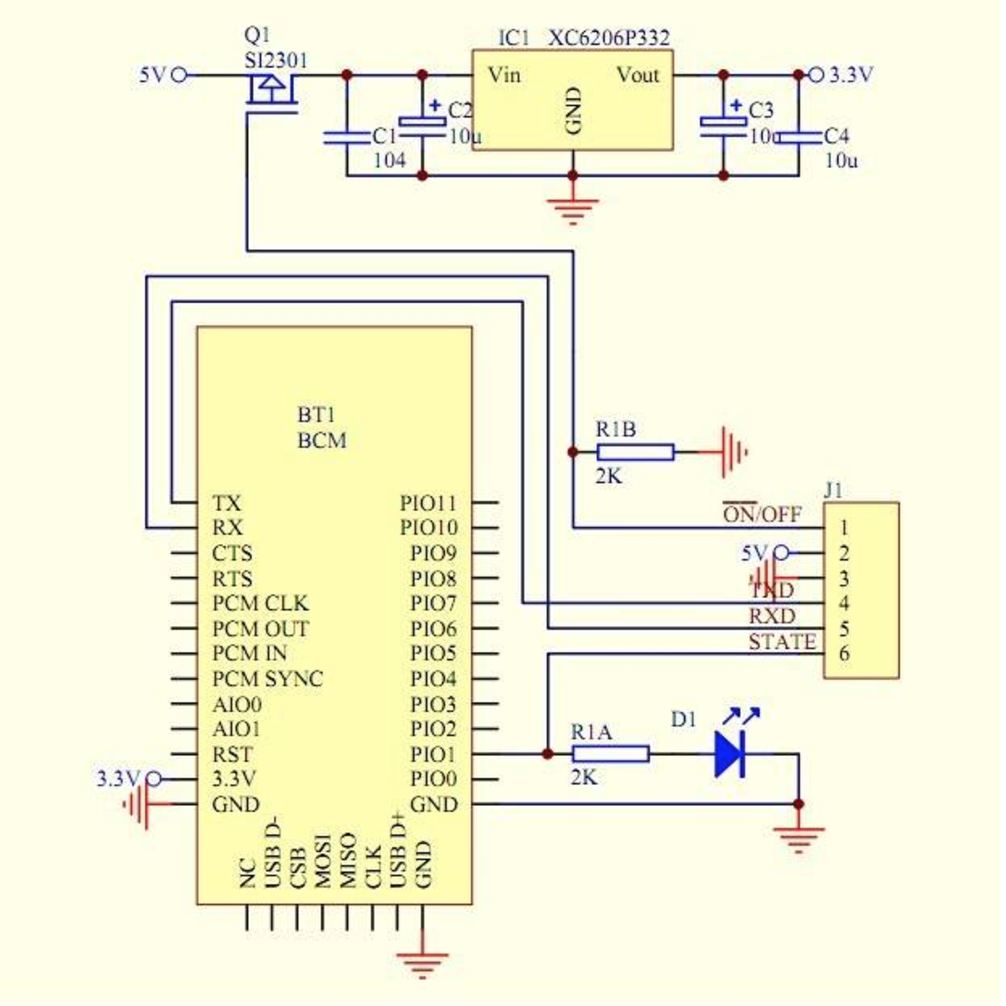 Q1
SI2301
5V
IC1 XC6206P332
Vin
Vout
GND
3.3V
+
C2
10u
C1
104
+
C3
10u
C4
10u
BT1
BCM
R1B
2K
J1
ON/OFF
1
5V
2
3
TXD
4
RXD
5
STATE
6
TX
RX
CTS
RTS
PCM CLK
PCM OUT
PCM IN
PCM SYNC
AIO0
AIO1
RST
3.3V
3.3V
GND
PIO11
PIO10
PIO9
PIO8
PIO7
PIO6
PIO5
PIO4
PIO3
PIO2
PIO1
PIO0
GND
R1A
2K
D1
NC
USB D-
CSB
MOSI
MISO
CLK
USB D+
GND